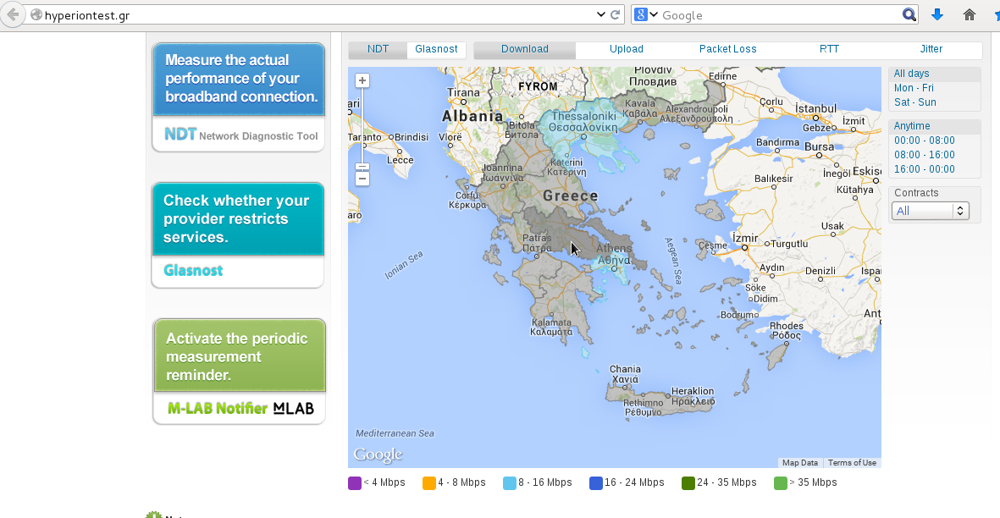 hyperiontest.gr
Google
Measure the actual
performance of your
broadband connection.
NDT Network Diagnostic Tool
Check whether your
provider restricts
services.
Glasnost
Activate the periodic
measurement
reminder.
M-LAB Notifier MLAB
NDT Glasnost Download Upload Packet Loss RTT Jitter
Plovdiv
Пловдив
Edirne
FYROM
Tirana
Albania
Kavala
Καβάλα
Alexandroupoli
Αλεξανδρούπολη
Çorlu
İstanbul
Gebze
İzmit
Thessaloniki
Θεσσαλονίκη
Bitola
Битола
ari
Taranto
Brindisi
Vlorë
Lecce
Bandırma
Bursa
İnegöl
Eskiş
Katerini
Κατερίνη
Ioannina
Ιωάννινα
Balıkesir
Kütahya
Corfu
Κέρκυρα
Greece
aro
Uşak
Patras
Πάτρα
Athens
Αθήνα
Çeşme
İzmir
Turgutlu
Ionian Sea
Aegean Sea
Aydın
Denizli
Ispa
Söke
Didim
Bodrum
Ant
Kalamata
Καλαμάτα
Rhodes
Ρόδος
Chania
Χανιά
Heraklion
Ηράκλειο
Rethimno
Ρέθυμνο
Mediterranean Sea
Google
Map Data Terms of Use
All days
Mon - Fri
Sat - Sun
Anytime
00:00 - 08:00
08:00 - 16:00
16:00 - 00:00
Contracts
All
< 4 Mbps 4 - 8 Mbps 8 - 16 Mbps 16 - 24 Mbps 24 - 35 Mbps > 35 Mbps